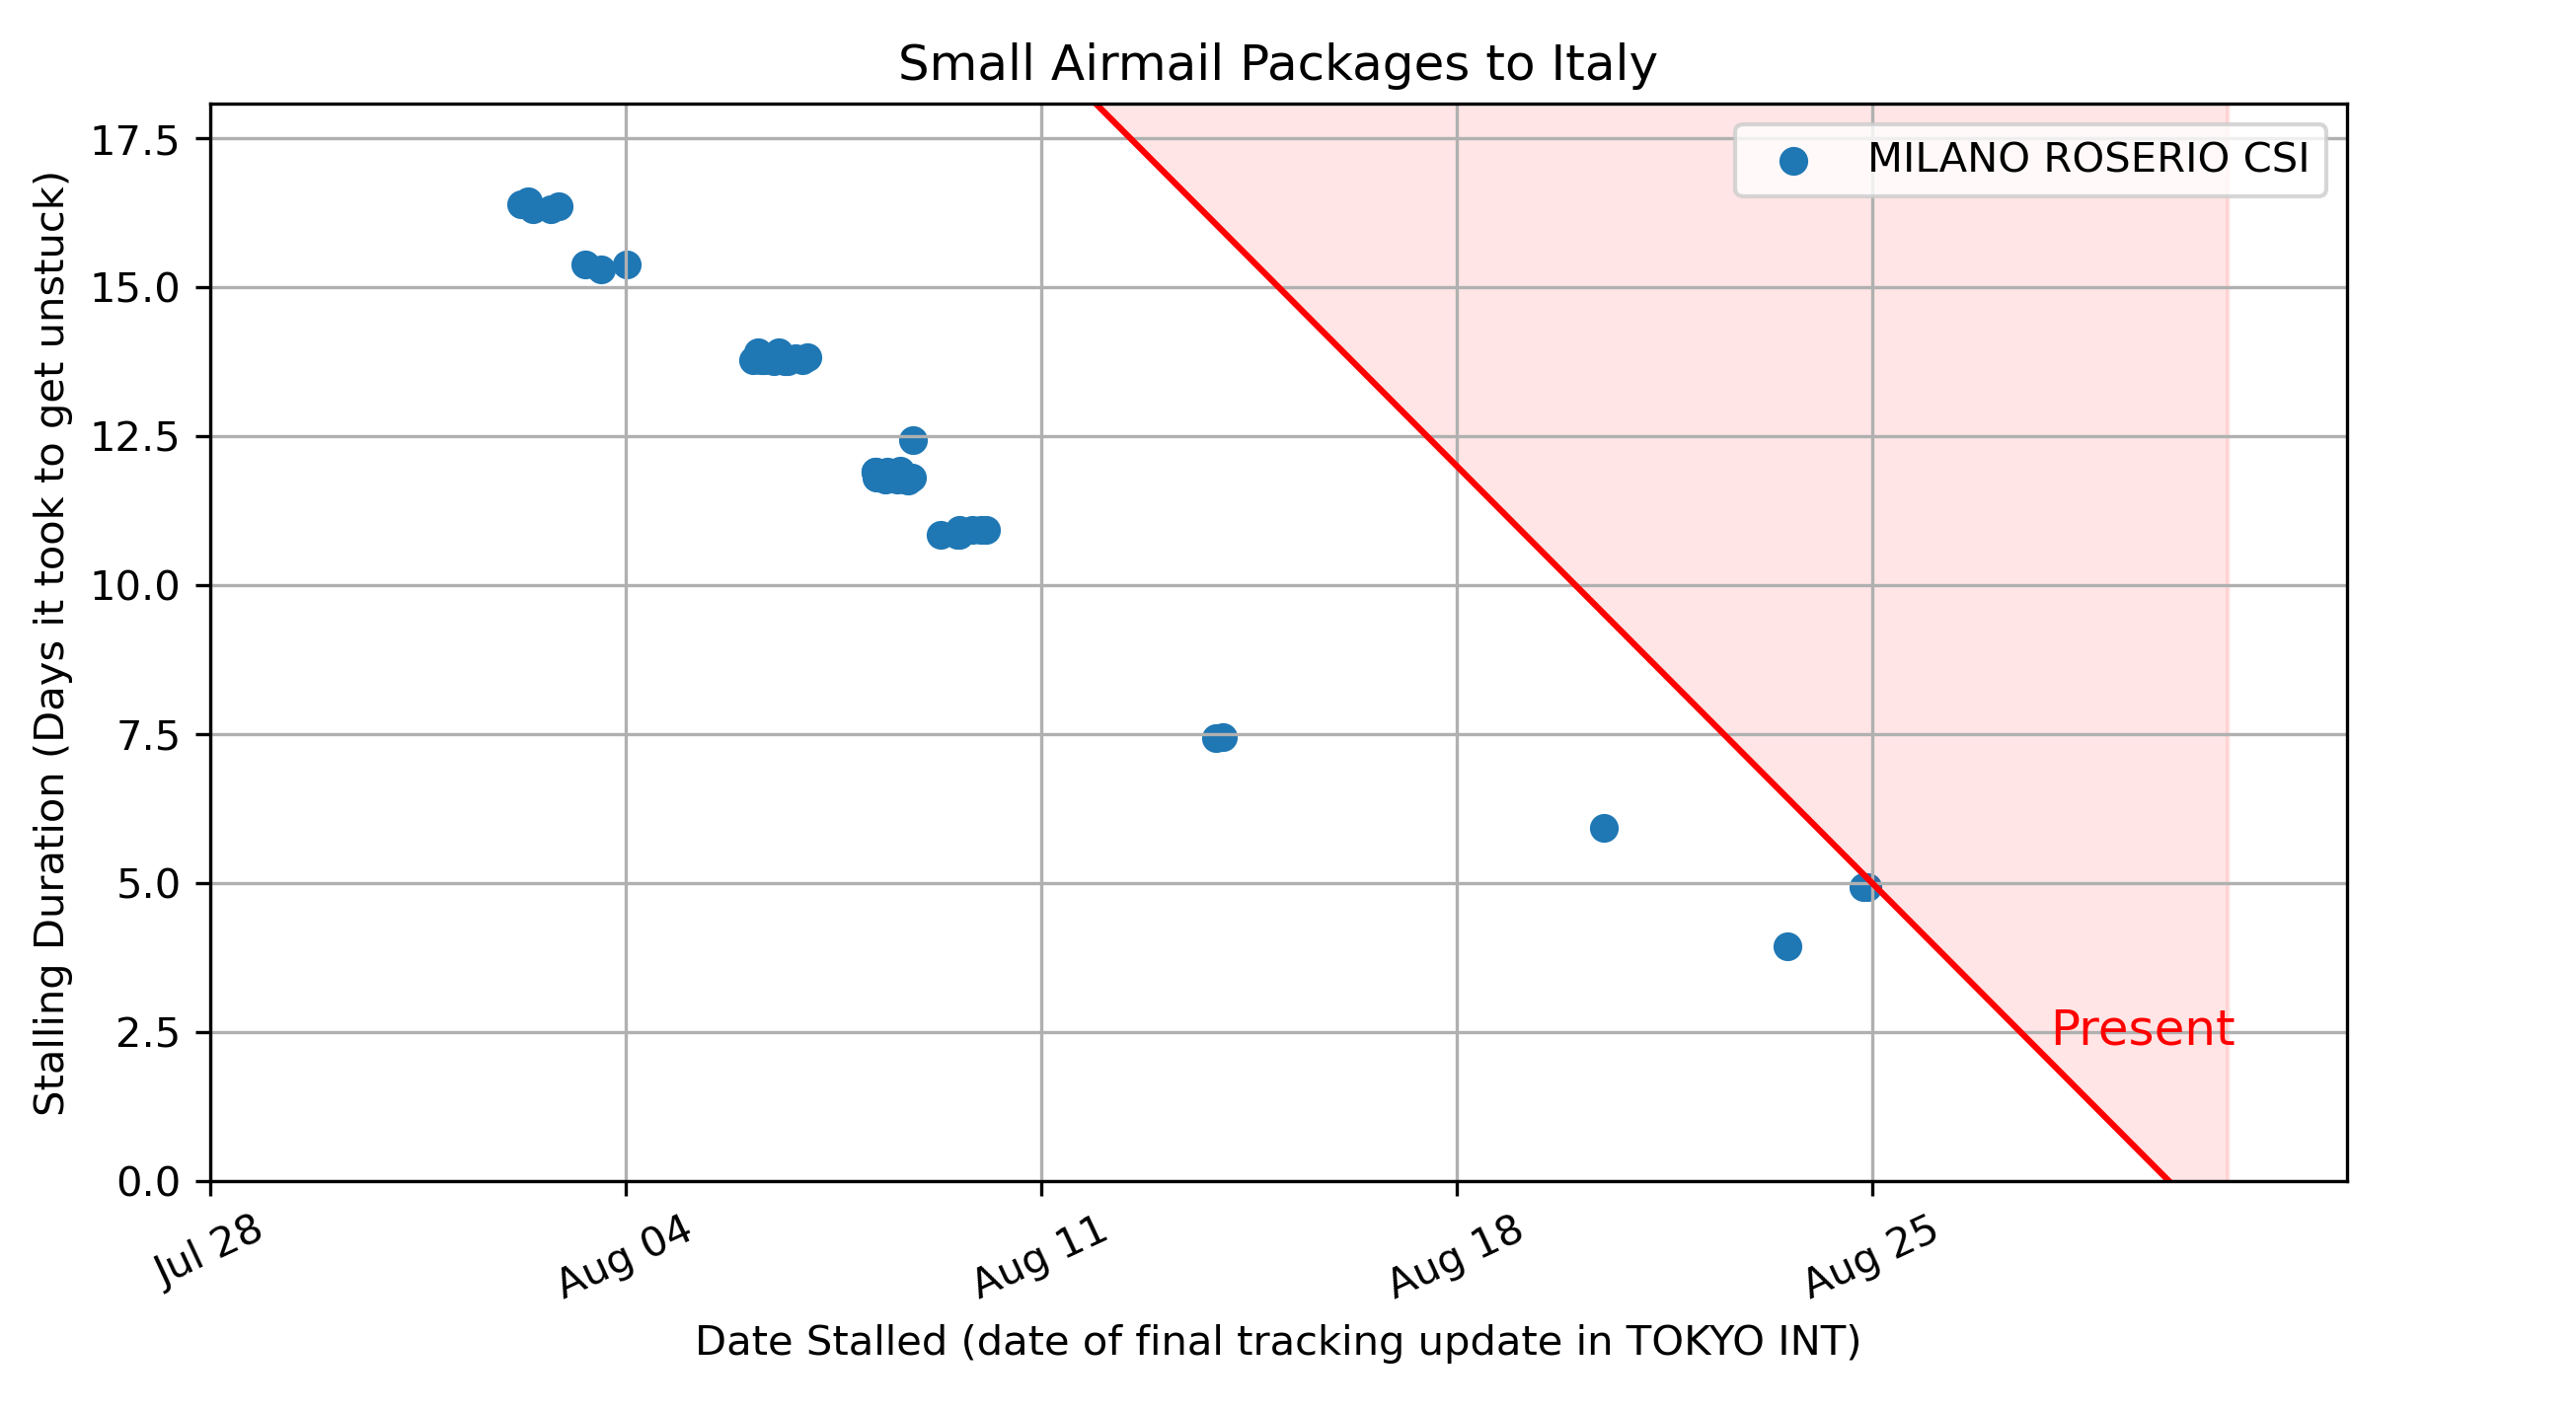 Small Airmail Packages to Italy
MILANO ROSERIO CSI
Stalling Duration (Days it took to get unstuck)
17.5
15.0
12.5
10.0
7.5
5.0
2.5
0.0
Present
Jul 28
Aug 04
Aug 11
Aug 18
Aug 25
Date Stalled (date of final tracking update in TOKYO INT)